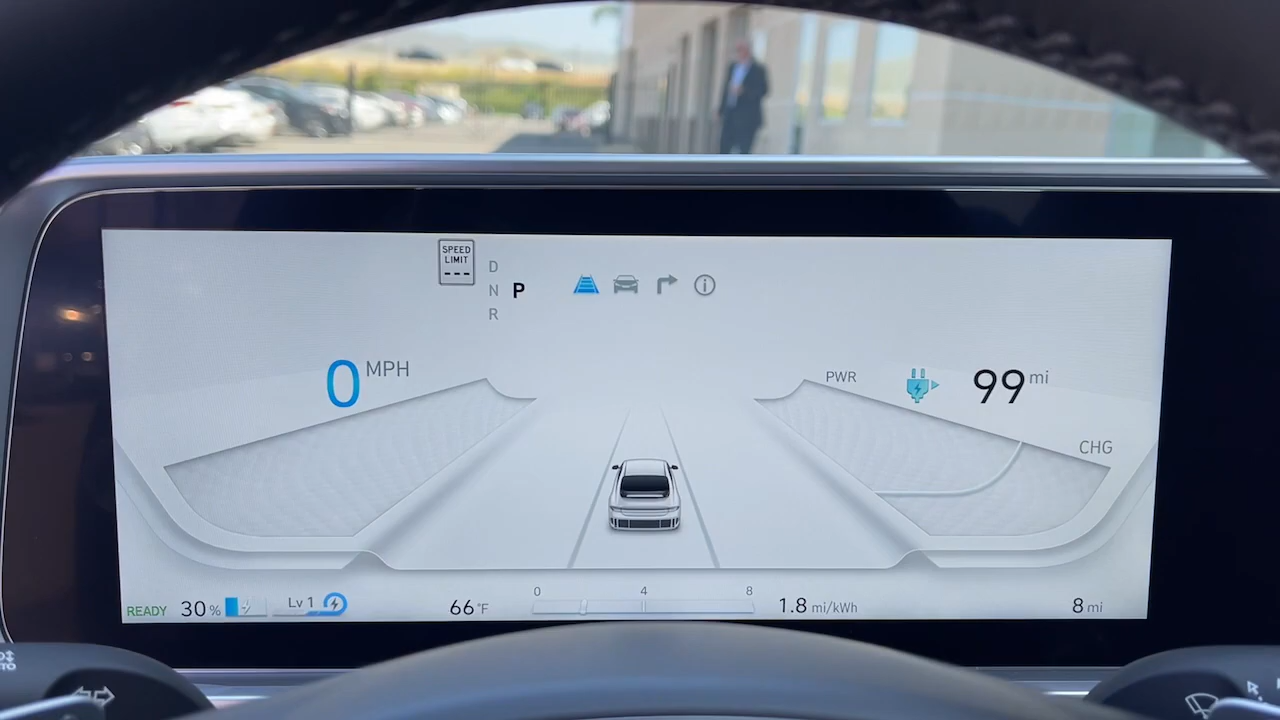 SPEED
LIMIT
---
D
N P
R
0 MPH
PWR
99 mi
CHG
READY 30% Lv 1
66°F
0 4 8
1.8 mi/kWh
8 mi